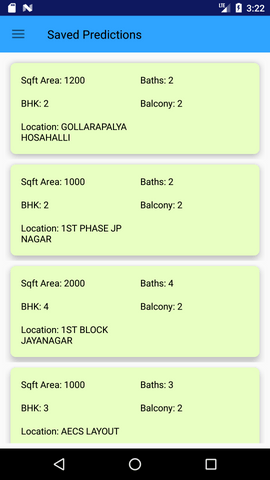 LTE 3:22
Saved Predictions
Sqft Area: 1200 Baths: 2
BHK: 2 Balcony: 2
Location: GOLLARAPALYA
HOSAHALLI
Sqft Area: 1000 Baths: 2
BHK: 2 Balcony: 2
Location: 1ST PHASE JP
NAGAR
Sqft Area: 2000 Baths: 4
BHK: 4 Balcony: 2
Location: 1ST BLOCK
JAYANAGAR
Sqft Area: 1000 Baths: 3
BHK: 3 Balcony: 2
Location: AECS LAYOUT